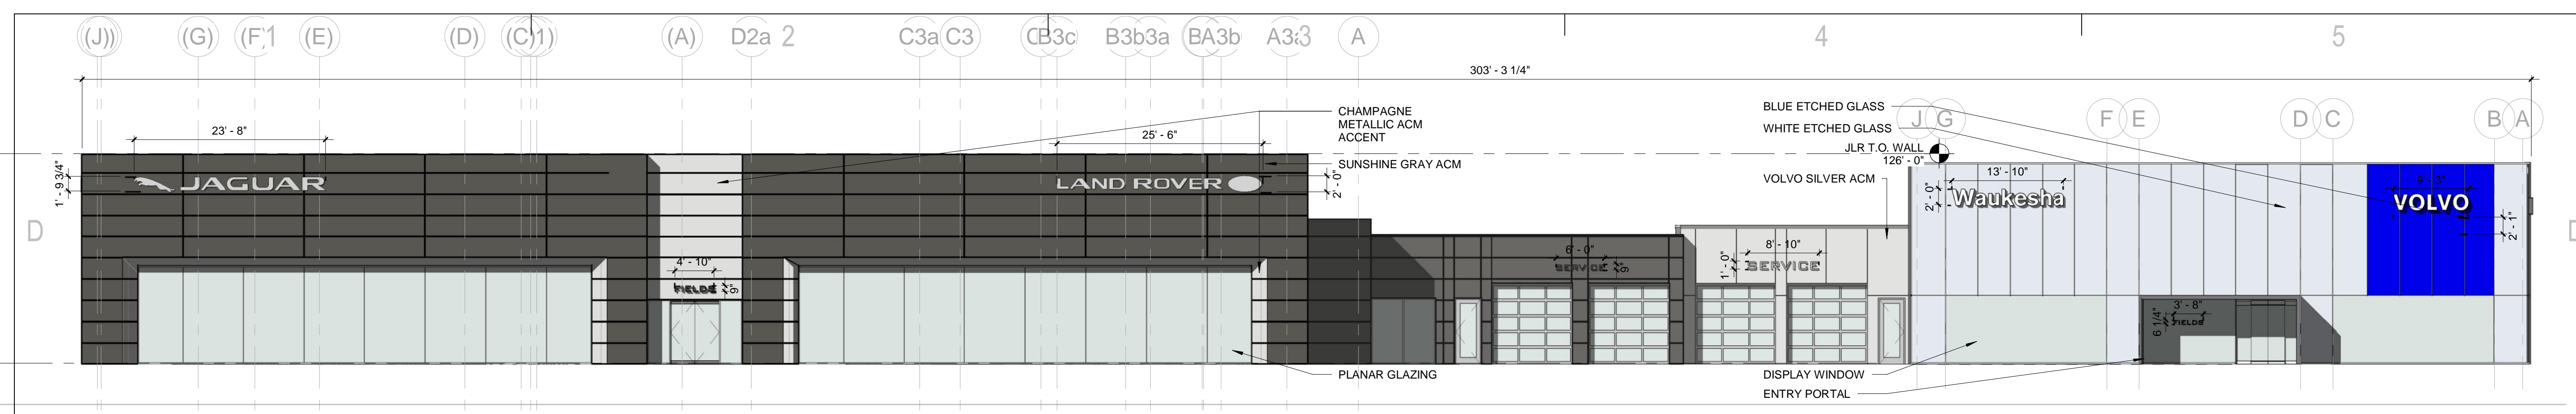 (J)
(G)
(F)
1
(E)
(D)
(C)
(A)
D2a
2
C3a
C3
B3c
B3b
A3b
3
A
4
5
303' - 3 1/4"
CHAMPAGNE
METALLIC ACM
ACCENT
SUNSHINE GRAY ACM
BLUE ETCHED GLASS
WHITE ETCHED GLASS
JLR T.O. WALL
126' - 0"
VOLVO SILVER ACM
J
G
F
E
D
C
B
A
23' - 8"
1' - 9 3/4"
JAGUAR
25' - 6"
LAND ROVER
2' - 0"
13' - 10"
2' - 0"
Waukesha
9' - 3"
VOLVO
2' - 1"
D
4' - 10"
FIELDS
9"
6' - 0"
SERVICE
9"
8' - 10"
1' - 0"
SERVICE
3' - 8"
6 1/4"
FIELDS
PLANAR GLAZING
DISPLAY WINDOW
ENTRY PORTAL